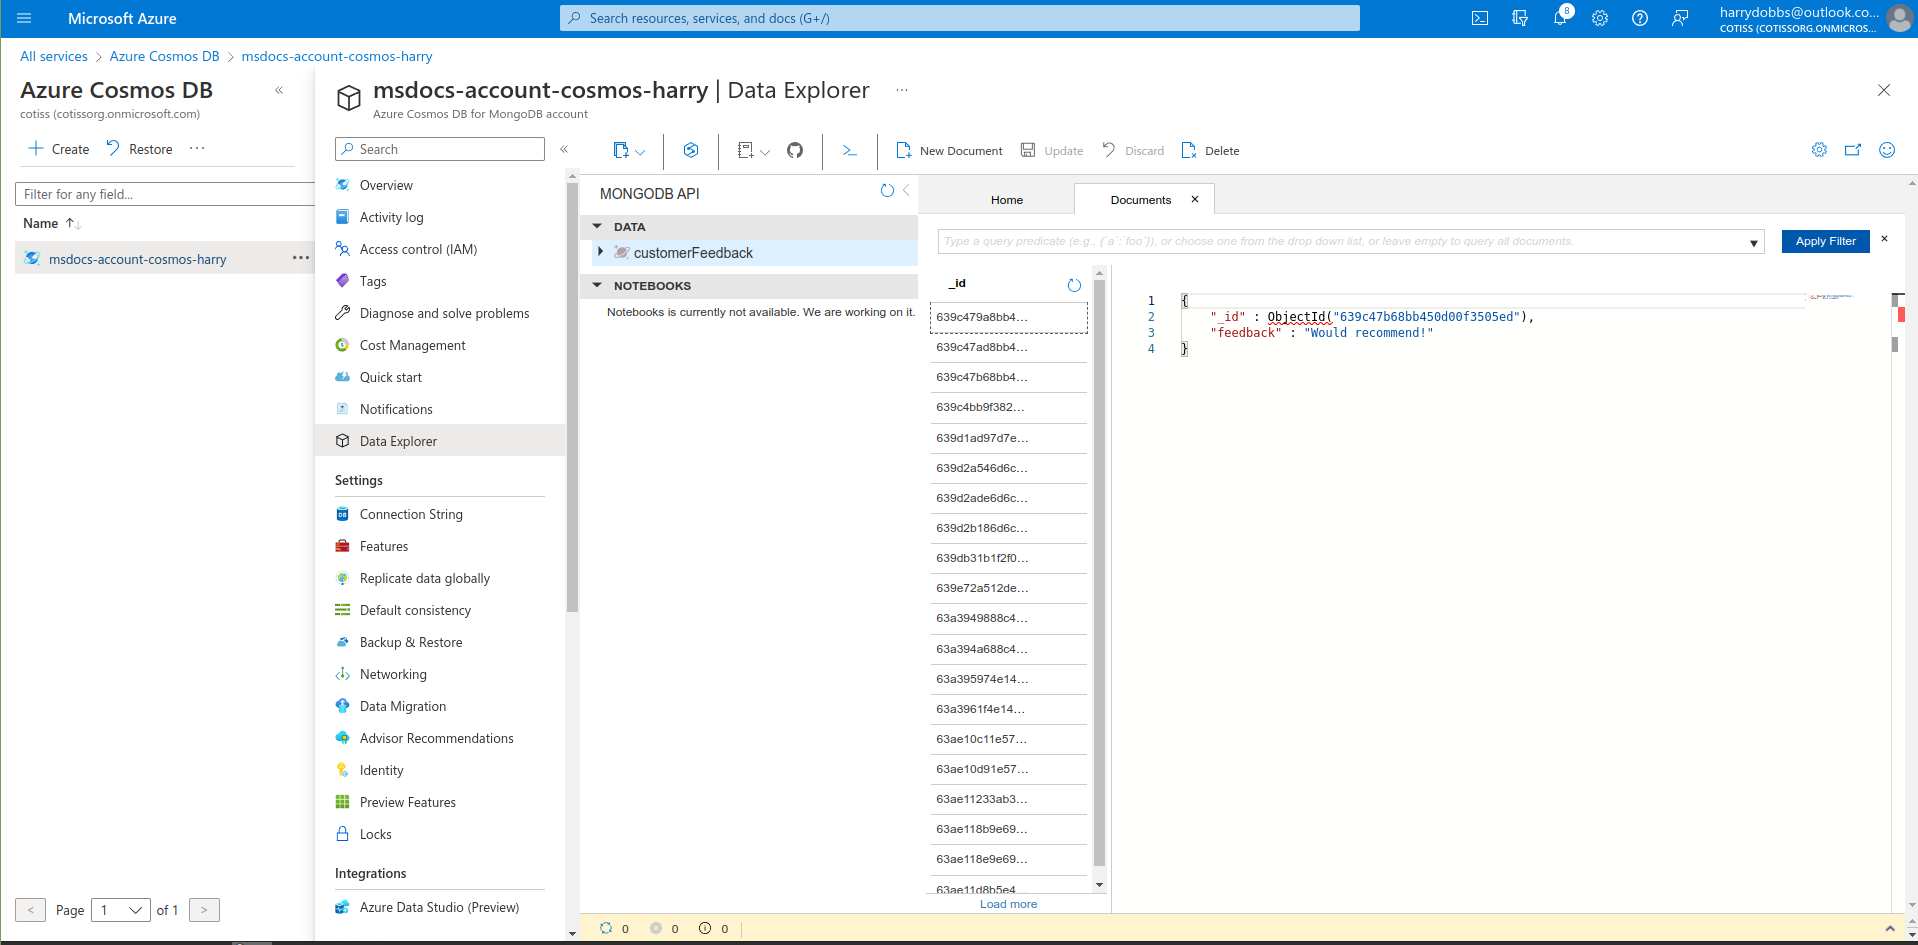 Microsoft Azure
Search resources, services, and docs (G+/)
8
harrydobbs@outlook.co...
COTISS (COTISSORG.ONMICROS...
All services > Azure Cosmos DB > msdocs-account-cosmos-harry
Azure Cosmos DB
cotiss (cotissorg.onmicrosoft.com)
Create
Restore
...
Filter for any field...
Name
msdocs-account-cosmos-harry
...
< Page 1 of 1 >
msdocs-account-cosmos-harry | Data Explorer
...
Azure Cosmos DB for MongoDB account
Search
Overview
Activity log
Access control (IAM)
Tags
Diagnose and solve problems
Cost Management
Quick start
Notifications
Data Explorer
Settings
Connection String
Features
Replicate data globally
Default consistency
Backup & Restore
Networking
Data Migration
Advisor Recommendations
Identity
Preview Features
Locks
Integrations
Azure Data Studio (Preview)
New Document
Update
Discard
Delete
MONGODB API
DATA
customerFeedback
NOTEBOOKS
Notebooks is currently not available. We are working on it.
Home
Documents
Type a query predicate (e.g., {´a´:´foo´}), or choose one from the drop down list, or leave empty to query all documents.
Apply Filter
_id
639c479a8bb4...
639c47ad8bb4...
639c47b68bb4...
639c4bb9f382...
639d1ad97d7e...
639d2a546d6c...
639d2ade6d6c...
639d2b186d6c...
639db31b1f2f0...
639e72a512de...
63a3949888c4...
63a394a688c4...
63a395974e14...
63a3961f4e14...
63ae10c11e57...
63ae10d91e57...
63ae11233ab3...
63ae118b9e69...
63ae118e9e69...
63ae11d8b5e4
Load more
1 {
2 "_id" : ObjectId("639c47b68bb450d00f3505ed"),
3 "feedback" : "Would recommend!"
4 }
0
0
0